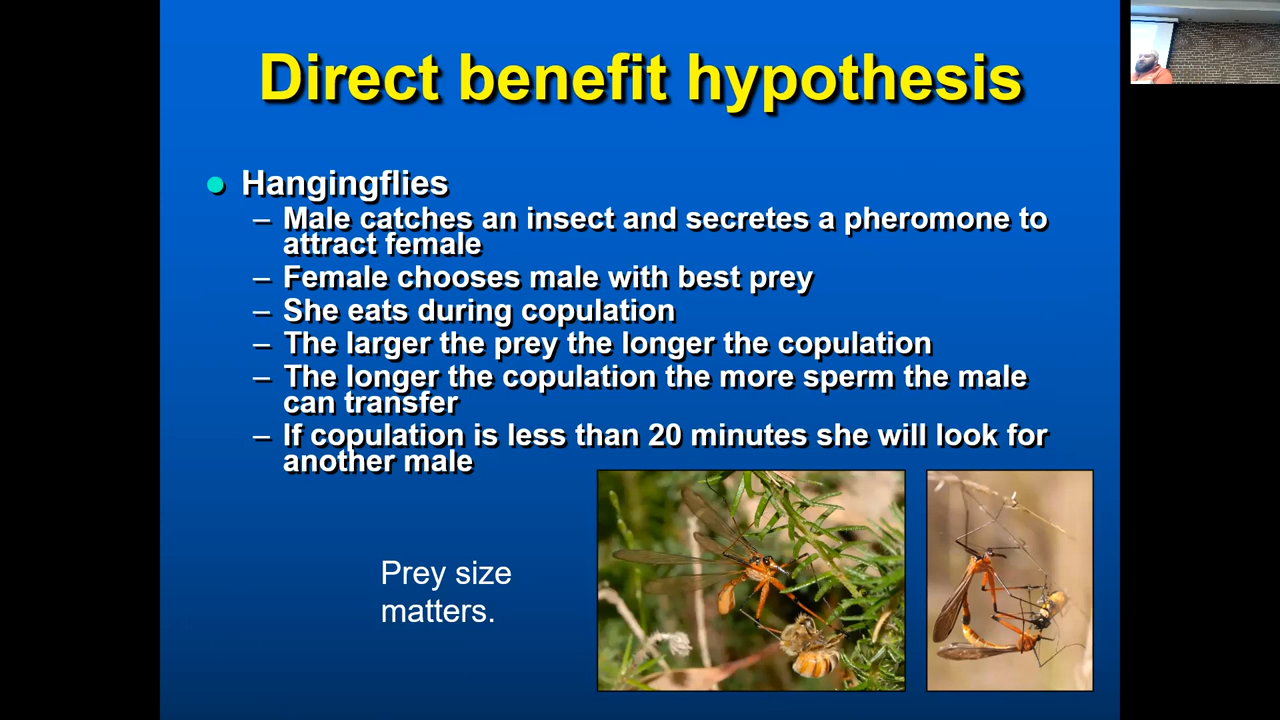 Direct benefit hypothesis
Hangingflies
– Male catches an insect and secretes a pheromone to
attract female
– Female chooses male with best prey
– She eats during copulation
– The larger the prey the longer the copulation
– The longer the copulation the more sperm the male
can transfer
– If copulation is less than 20 minutes she will look for
another male
Prey size
matters.